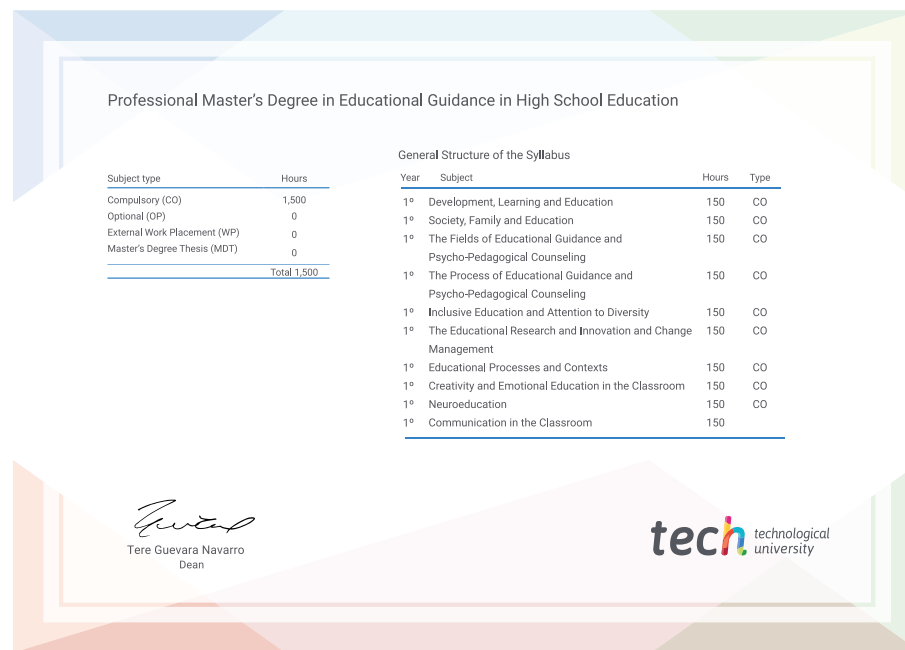 Professional Master’s Degree in Educational Guidance in High School Education
Subject type Hours
Compulsory (CO) 1,500
Optional (OP) 0
External Work Placement (WP) 0
Master’s Degree Thesis (MDT) 0
Total 1,500
General Structure of the Syllabus
Year Subject Hours Type
1º Development, Learning and Education 150 CO
1º Society, Family and Education 150 CO
1º The Fields of Educational Guidance and 150 CO
Psycho-Pedagogical Counseling
1º The Process of Educational Guidance and 150 CO
Psycho-Pedagogical Counseling
1º Inclusive Education and Attention to Diversity 150 CO
1º The Educational Research and Innovation and Change 150 CO
Management
1º Educational Processes and Contexts 150 CO
1º Creativity and Emotional Education in the Classroom 150 CO
1º Neuroeducation 150 CO
1º Communication in the Classroom 150
Tere Guevara Navarro
Dean
tech technological
university